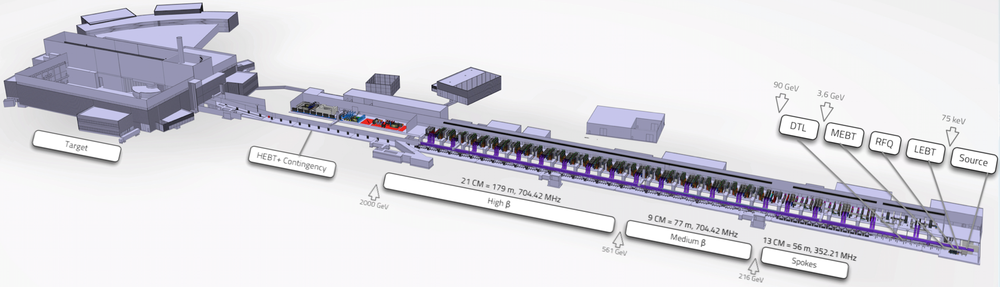 90 GeV
3,6 GeV
75 keV
DTL
MEBT
RFQ
LEBT
Source
Target
HEBT+ Contingency
2000 GeV
21 CM = 179 m, 704.42 MHz
High β
561 GeV
9 CM = 77 m, 704.42 MHz
Medium β
216 GeV
13 CM = 56 m, 352.21 MHz
Spokes